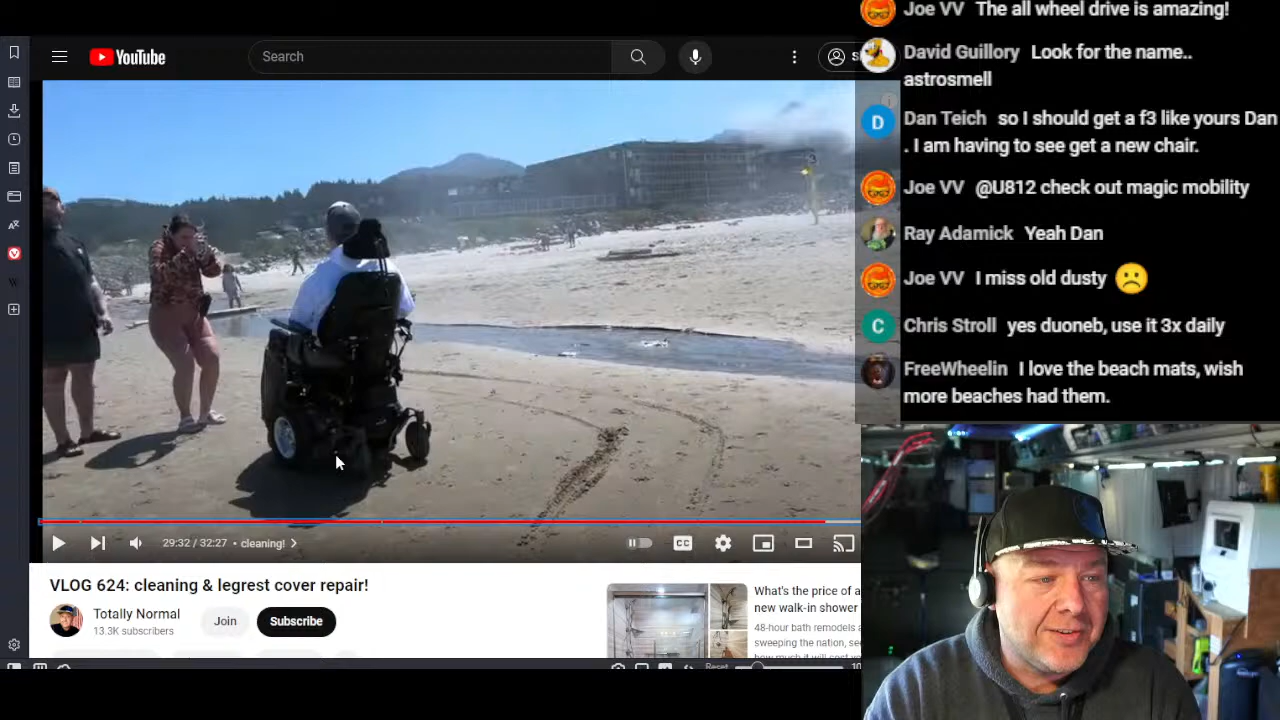 Joe VV The all wheel drive is amazing!
YouTube
Search
S
David Guillory Look for the name..
astrosmell
Dan Teich so I should get a f3 like yours Dan
. I am having to see get a new chair.
Joe VV @U812 check out magic mobility
Ray Adamick Yeah Dan
Joe VV I miss old dusty
C
Chris Stroll yes duoneb, use it 3x daily
FreeWheelin I love the beach mats, wish
more beaches had them.
D
29:32 / 32:27 • cleaning!
CC
VLOG 624: cleaning & legrest cover repair!
Totally Normal
13.3K subscribers
Join
Subscribe
What's the price of a
new walk-in shower
48-hour bath remodels a
sweeping the nation, see
Reset